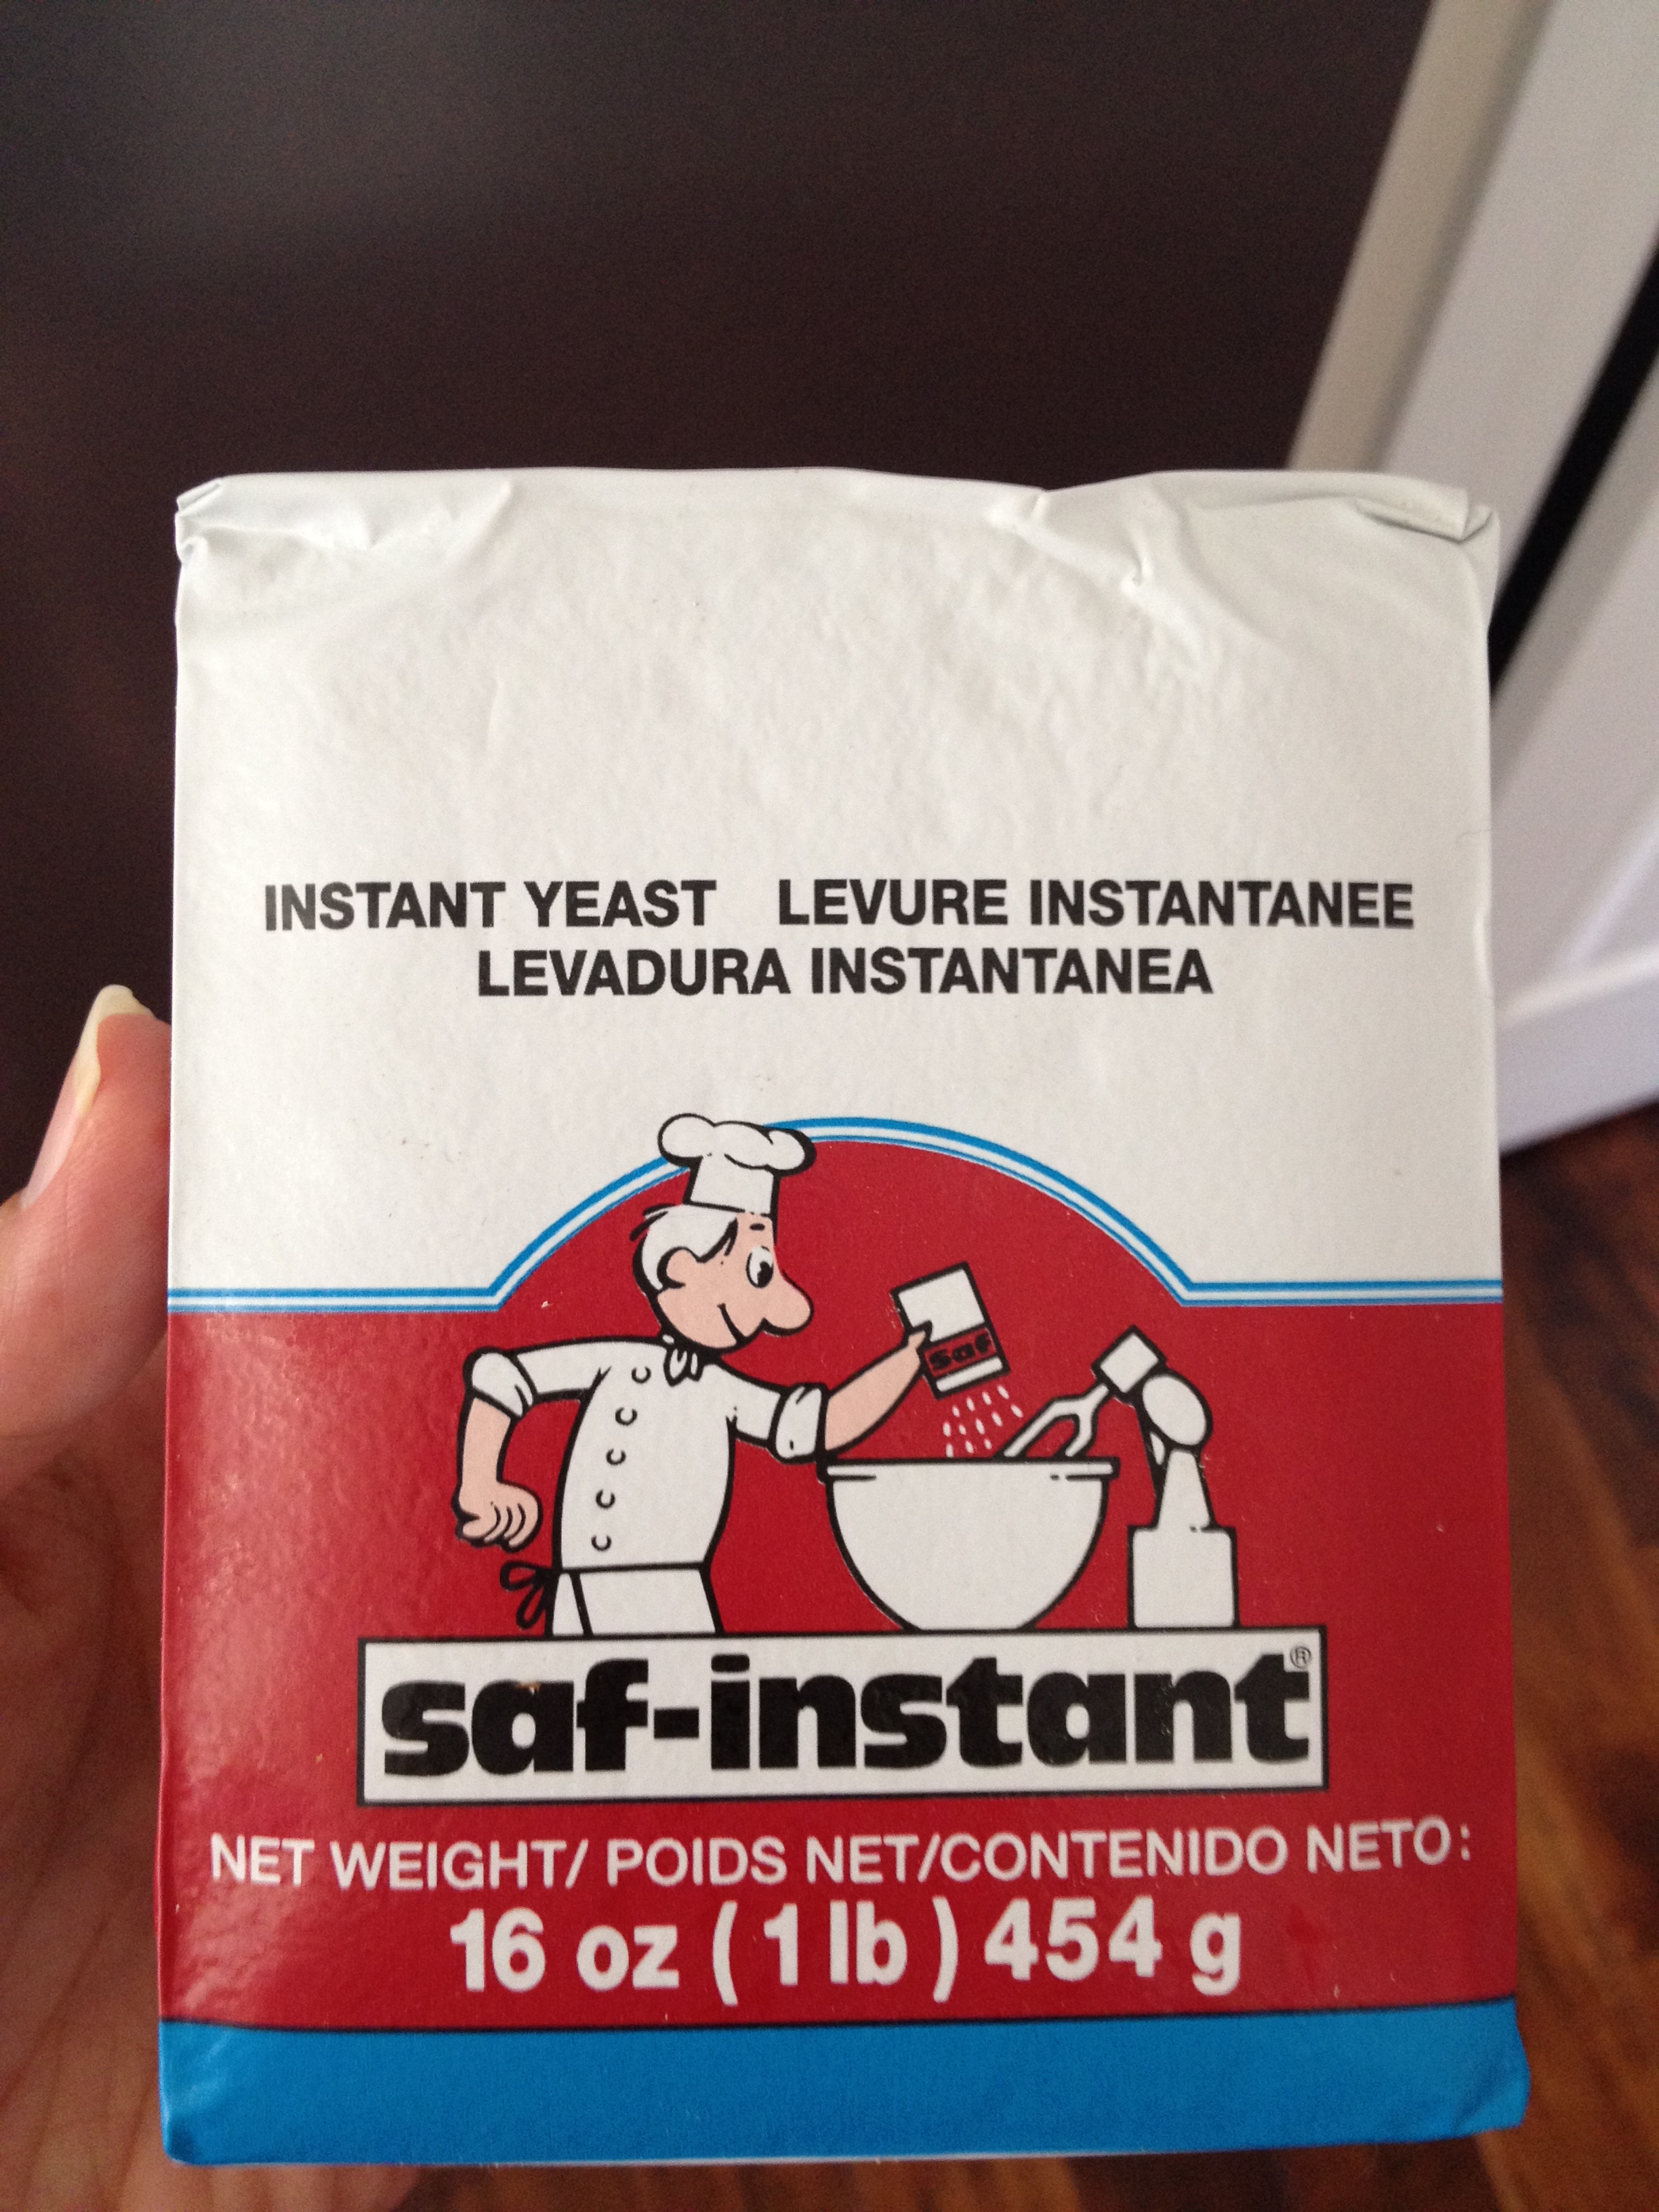 INSTANT YEAST LEVURE INSTANTANEE
LEVADURA INSTANTANEA
saf
saf-instant®
NET WEIGHT/ POIDS NET/CONTENIDO NETO:
16 oz ( 1 lb ) 454 g